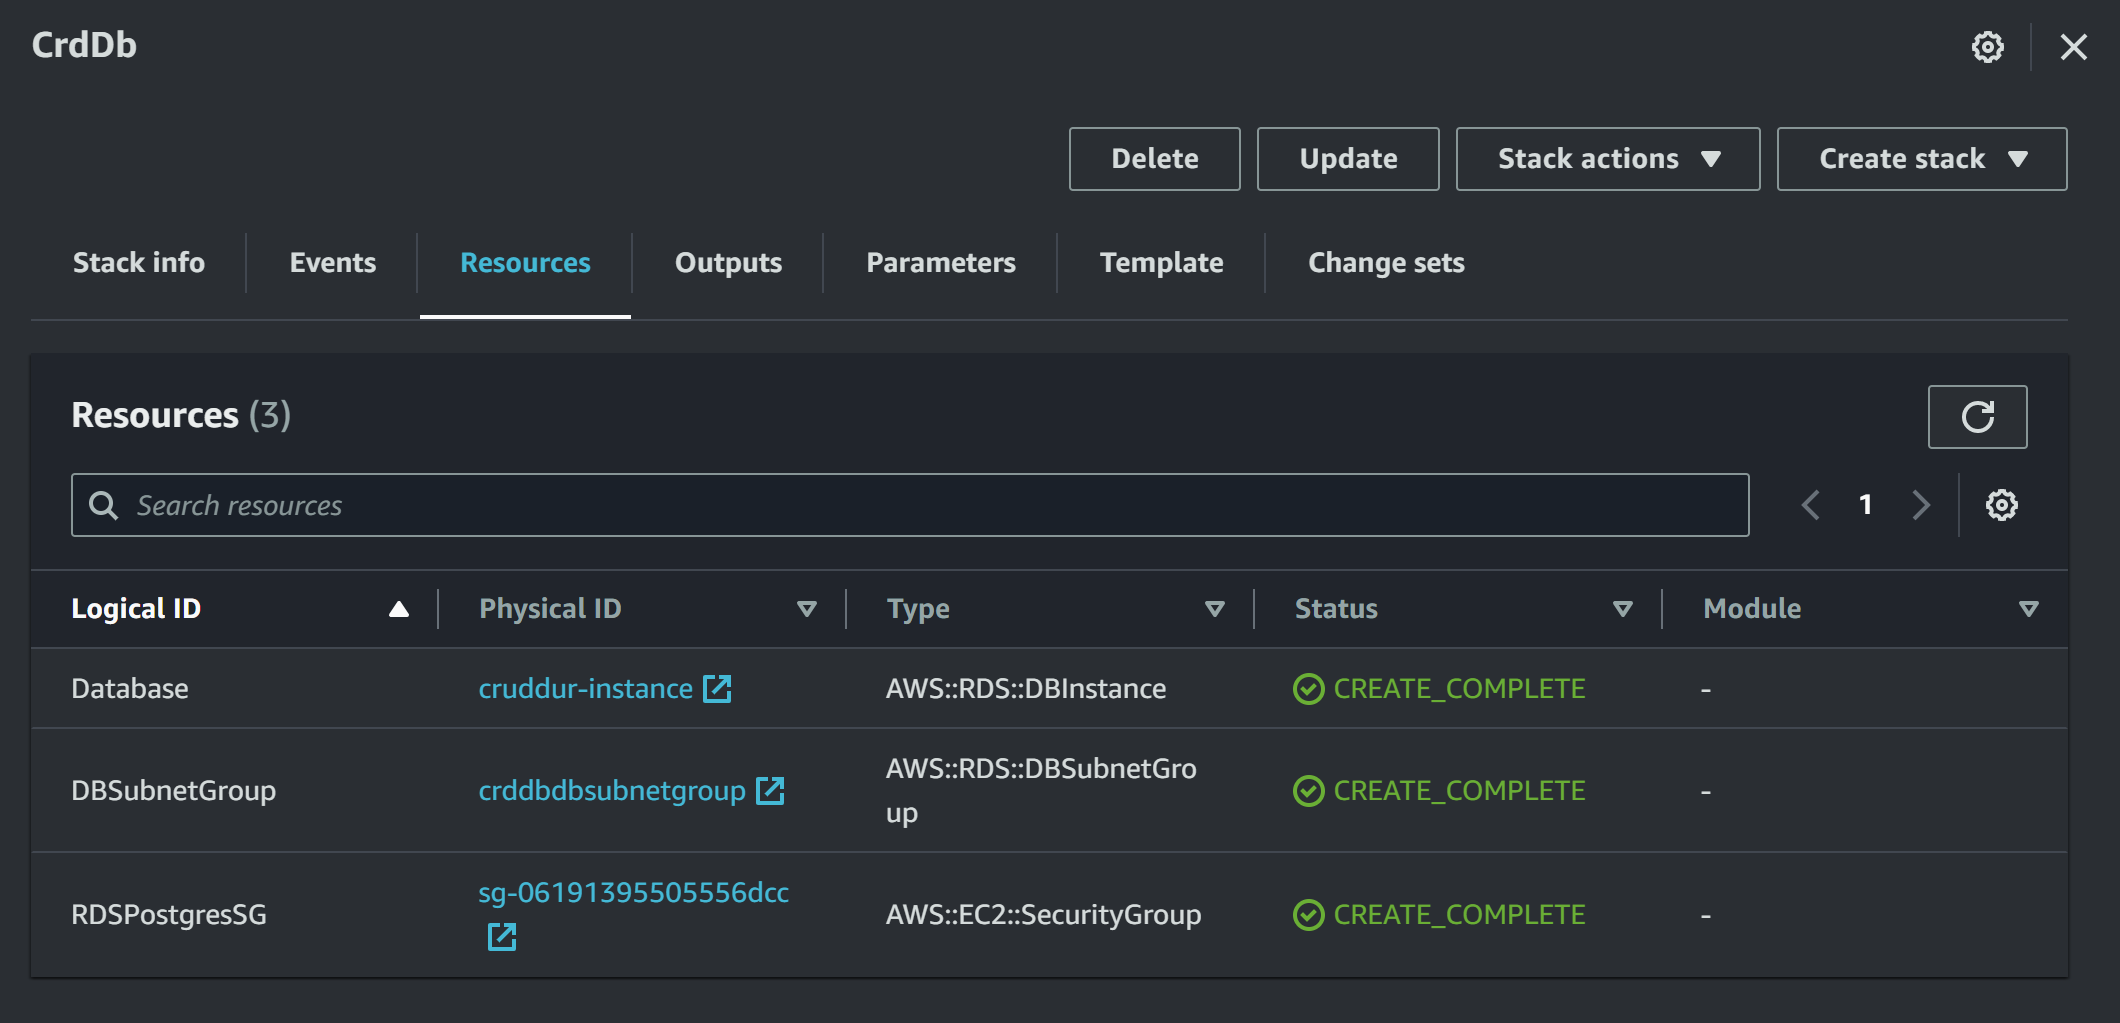 CrdDb
Delete Update Stack actions Create stack
Stack info Events Resources Outputs Parameters Template Change sets
Resources (3)
Search resources 1
Logical ID Physical ID Type Status Module
Database cruddur-instance AWS::RDS::DBInstance CREATE_COMPLETE -
DBSubnetGroup crddbdbsubnetgroup AWS::RDS::DBSubnetGro CREATE_COMPLETE -
up
RDSPostgresSG sg-06191395505556dcc AWS::EC2::SecurityGroup CREATE_COMPLETE -